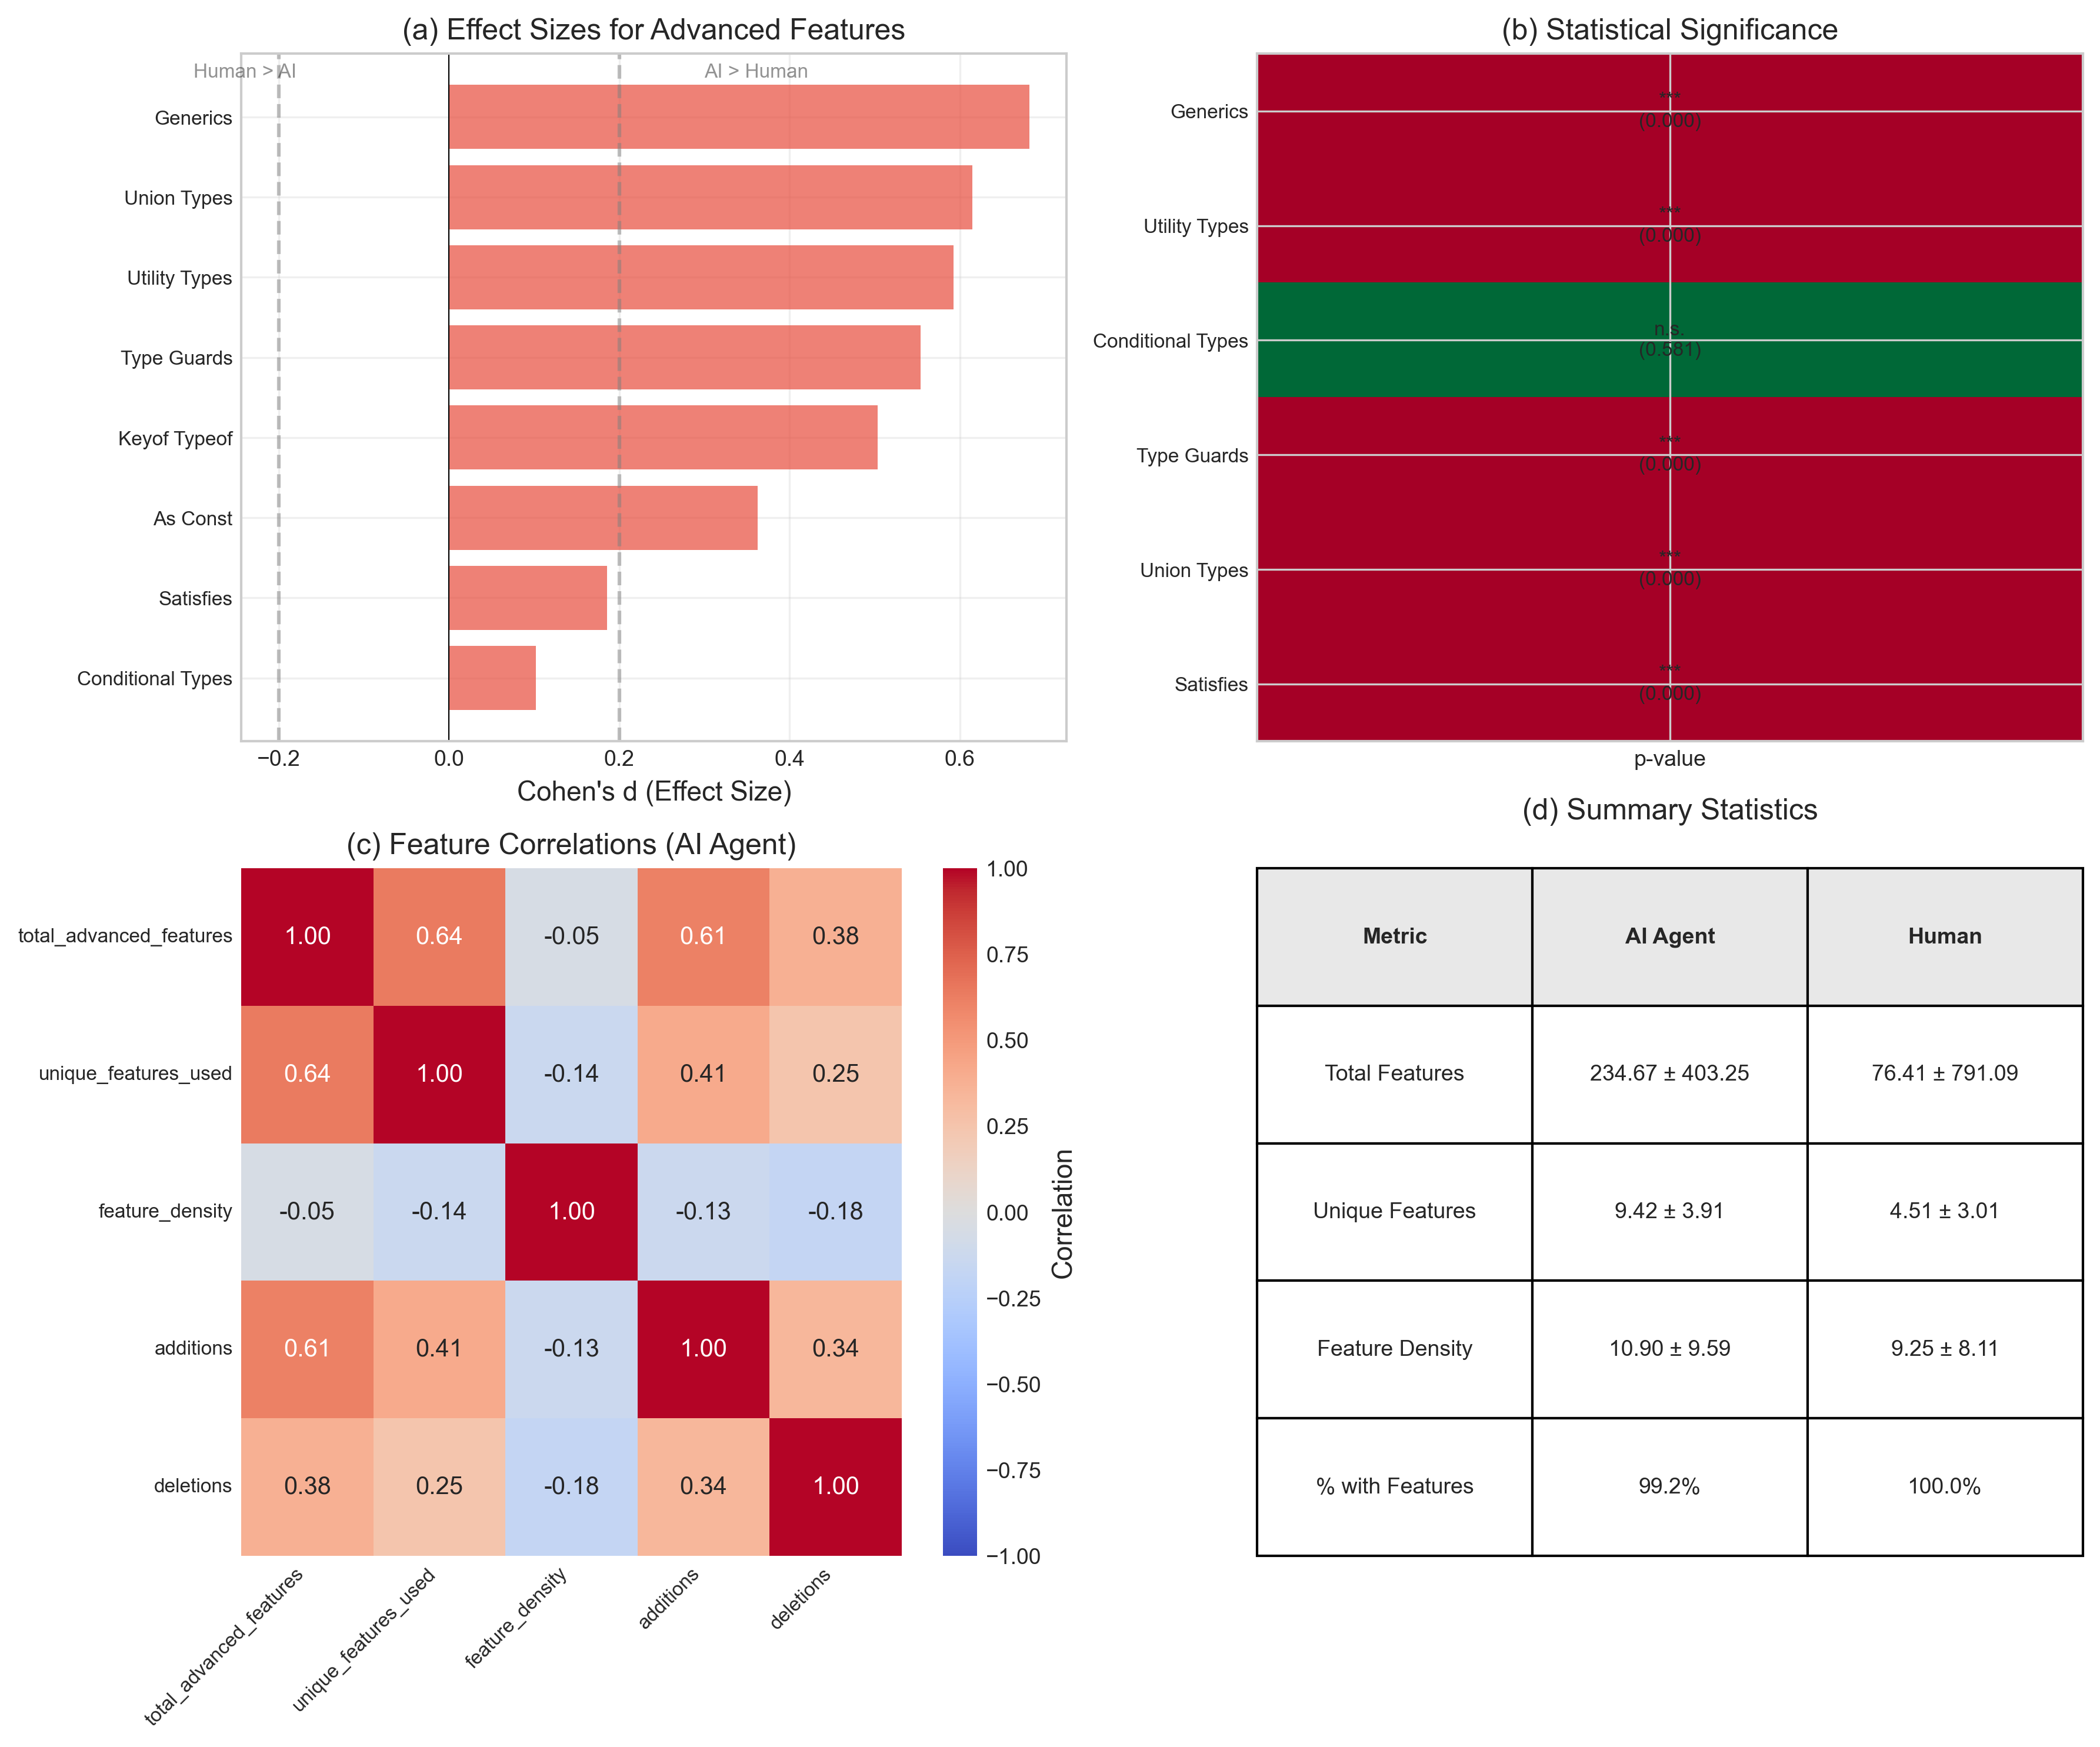 (a) Effect Sizes for Advanced Features
Human > AI
AI > Human
Generics
Union Types
Utility Types
Type Guards
Keyof Typeof
As Const
Satisfies
Conditional Types
−0.2
0.0
0.2
0.4
0.6
Cohen's d (Effect Size)
(b) Statistical Significance
Generics
***
(0.000)
Utility Types
***
(0.000)
Conditional Types
n.s.
(0.581)
Type Guards
***
(0.000)
Union Types
***
(0.000)
Satisfies
***
(0.000)
p-value
(c) Feature Correlations (AI Agent)
total_advanced_features 1.00 0.64 -0.05 0.61 0.38
unique_features_used 0.64 1.00 -0.14 0.41 0.25
feature_density -0.05 -0.14 1.00 -0.13 -0.18
additions 0.61 0.41 -0.13 1.00 0.34
deletions 0.38 0.25 -0.18 0.34 1.00
total_advanced_features
unique_features_used
feature_density
additions
deletions
1.00
0.75
0.50
0.25
0.00
−0.25
−0.50
−0.75
−1.00
Correlation
(d) Summary Statistics
Metric AI Agent Human
Total Features 234.67 ± 403.25 76.41 ± 791.09
Unique Features 9.42 ± 3.91 4.51 ± 3.01
Feature Density 10.90 ± 9.59 9.25 ± 8.11
% with Features 99.2% 100.0%